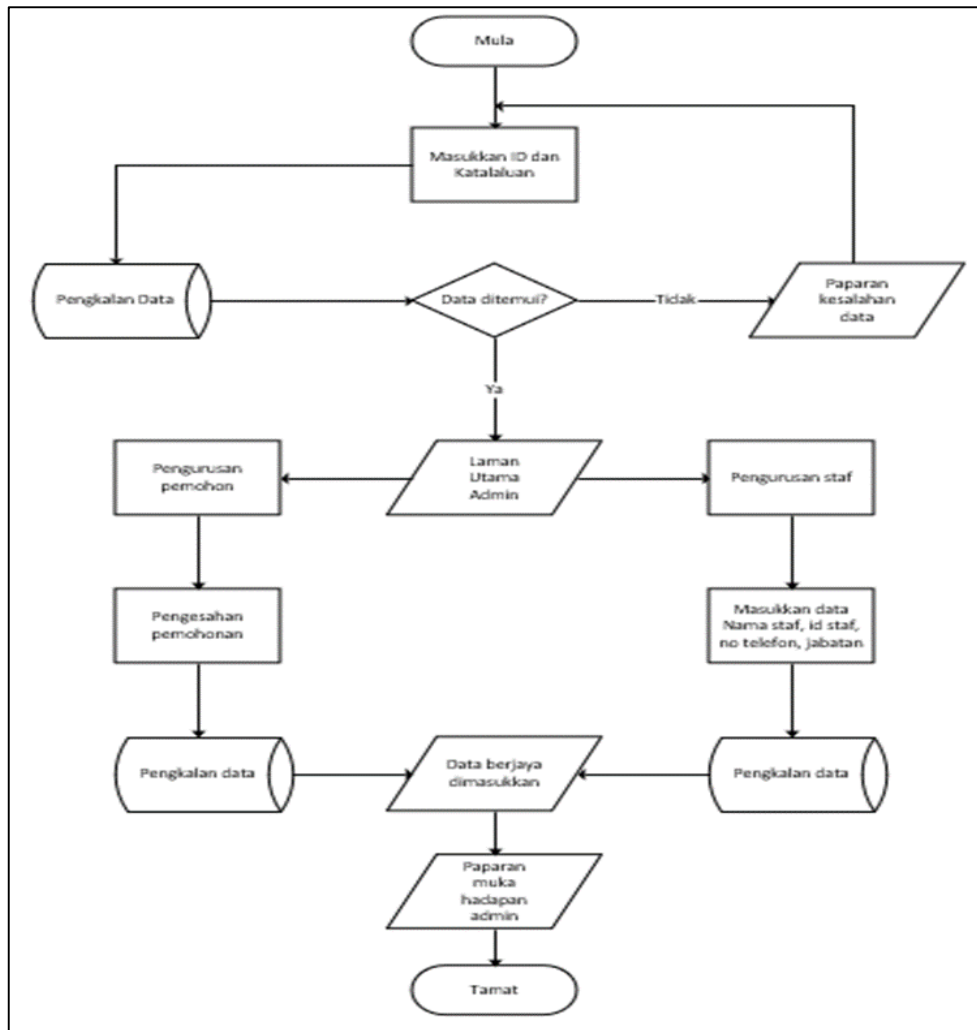 Mula
Masukkan ID dan
Katalaluan
Pengkalan Data
Data ditemui?
Tidak
Paparan
kesalahan
data
Ya
Pengurusan
pemohon
Laman
Utama
Admin
Pengurusan staf
Pengesahan
pemohonan
Masukkan data
Nama staf, id staf,
no telefon, jabatan
Pengkalan data
Data berjaya
dimasukkan
Pengkalan data
Paparan
muka
hadapan
admin
Tamat